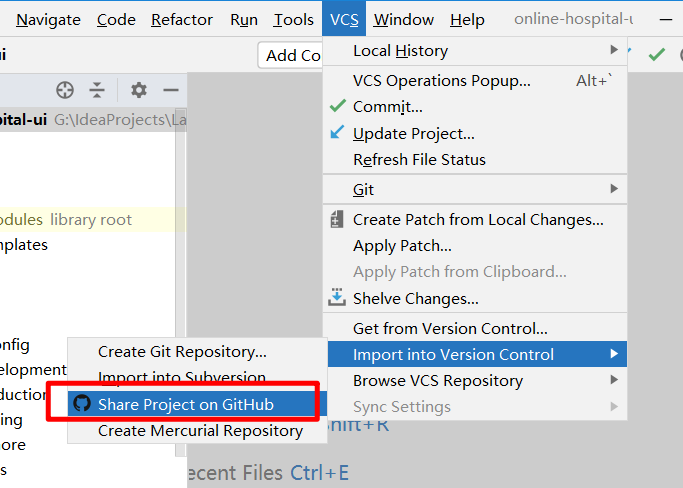 Navigate Code Refactor Run Tools VCS Window Help online-hospital-u
ui
Add Co
Local History
VCS Operations Popup... Alt+`
pital-ui G:\IdeaProjects\La
Commit...
Update Project...
Refresh File Status
Git
odules library root
Create Patch from Local Changes...
mplates
Apply Patch...
Apply Patch from Clipboard...
Shelve Changes...
Get from Version Control...
onfig
Create Git Repository...
Import into Version Control
elopment
Import into Subversion
Browse VCS Repository
duction
Share Project on GitHub
Sync Settings
ing
Create Mercurial Repository
hift+R
nore
s
ecent Files Ctrl+E